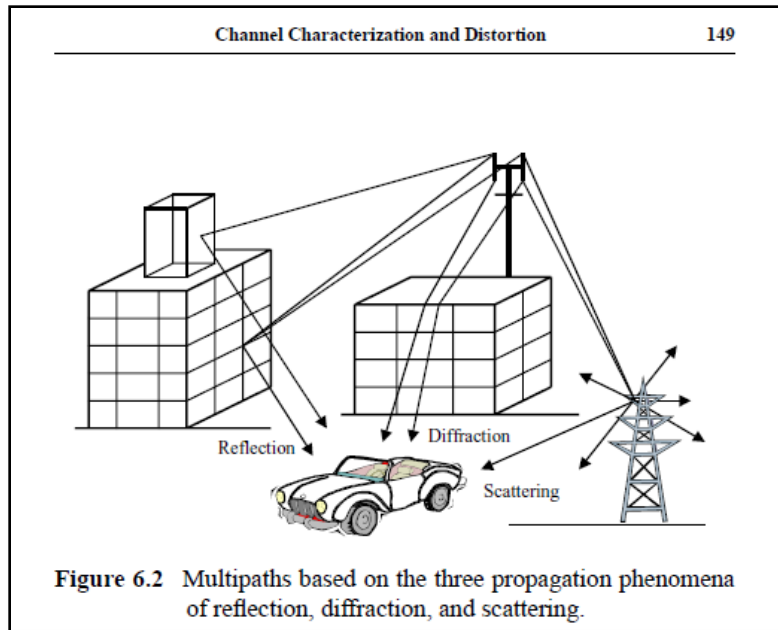 Channel Characterization and Distortion 149
Reflection
Diffraction
Scattering
Figure 6.2 Multipaths based on the three propagation phenomena
of reflection, diffraction, and scattering.